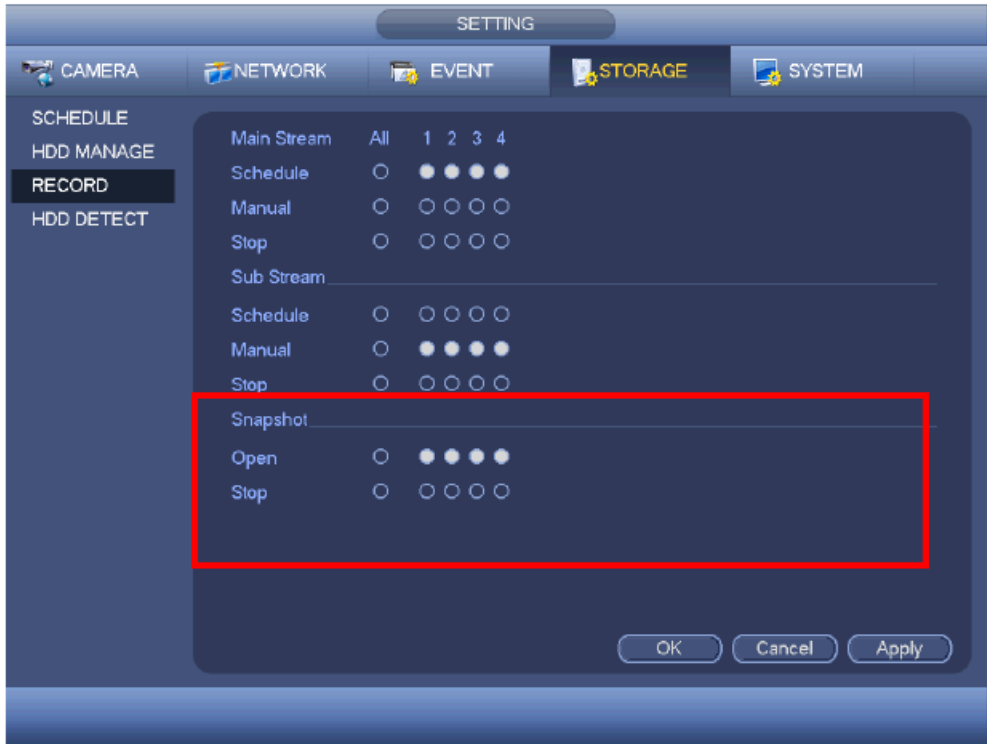 SETTING
CAMERA NETWORK EVENT STORAGE SYSTEM
SCHEDULE
HDD MANAGE
RECORD
HDD DETECT
Main Stream All 1 2 3 4
Schedule
Manual
Stop
Sub Stream
Schedule
Manual
Stop
Snapshot
Open
Stop
OK Cancel Apply